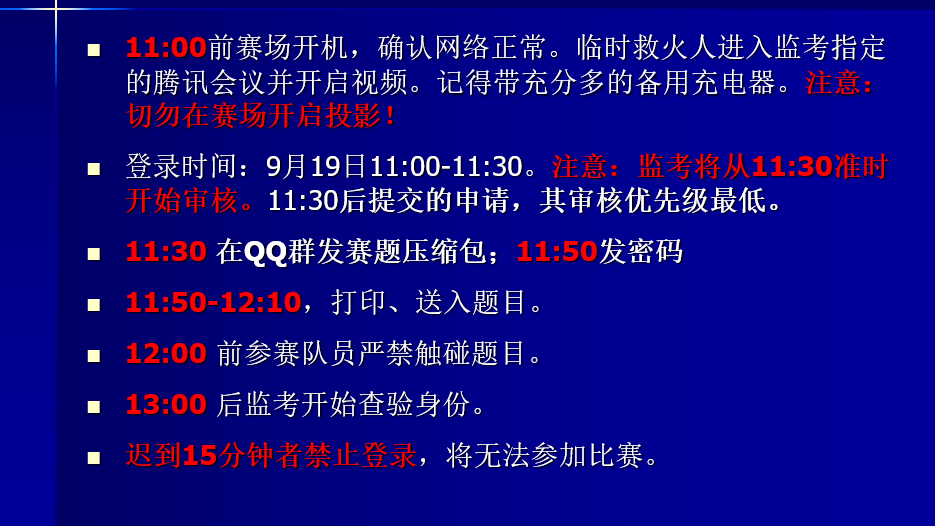 11:00前赛场开机，确认网络正常。临时救火人进入监考指定
的腾讯会议并开启视频。记得带充分多的备用充电器。注意：
切勿在赛场开启投影！
登录时间：9月19日11:00-11:30。注意：监考将从11:30准时
开始审核。11:30后提交的申请，其审核优先级最低。
11:30 在QQ群发赛题压缩包；11:50发密码
11:50-12:10，打印、送入题目。
12:00 前参赛队员严禁触碰题目。
13:00 后监考开始查验身份。
迟到15分钟者禁止登录，将无法参加比赛。